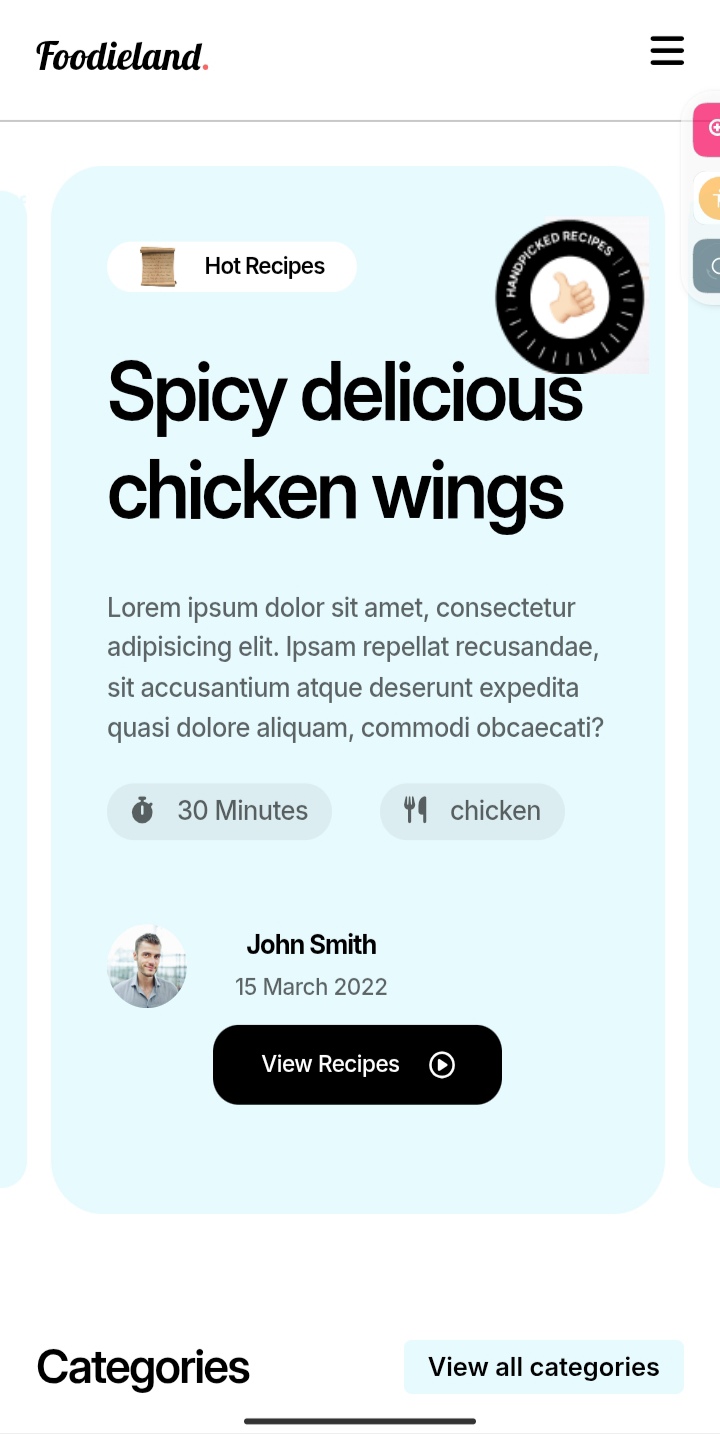 Foodieland.
Hot Recipes
HANDPICKED RECIPES
Spicy delicious
chicken wings
Lorem ipsum dolor sit amet, consectetur
adipisicing elit. Ipsam repellat recusandae,
sit accusantium atque deserunt expedita
quasi dolore aliquam, commodi obcaecati?
30 Minutes
chicken
John Smith
15 March 2022
View Recipes
Categories
View all categories